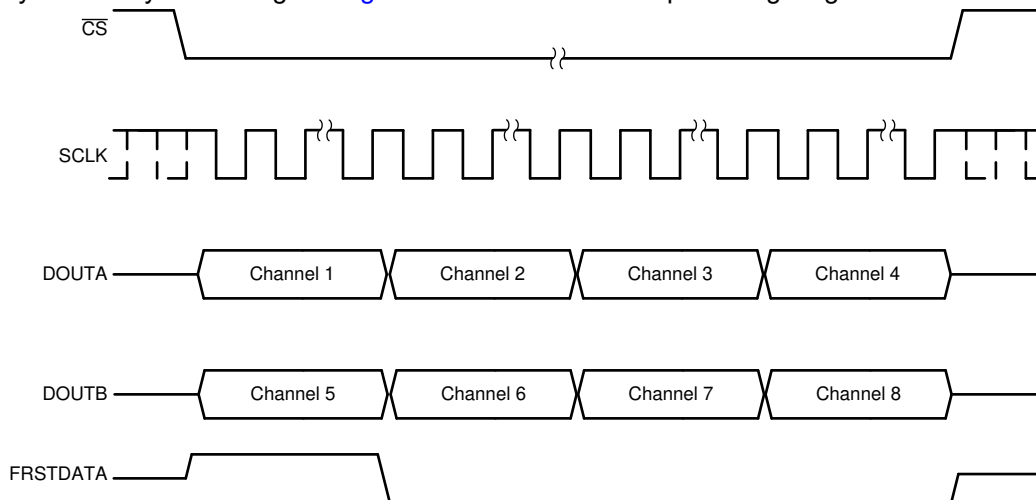 CS
SCLK
DOUTA Channel 1 Channel 2 Channel 3 Channel 4
DOUTB Channel 5 Channel 6 Channel 7 Channel 8
FRSTDATA